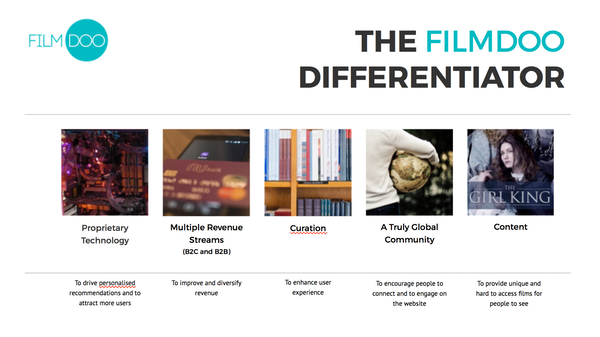 FILMDOO
THE FILMDOO
DIFFERENTIATOR
THE
GIRL KING
Proprietary
Technology
Multiple Revenue
Streams
(B2C and B2B)
Curation
A Truly Global
Community
Content
To drive personalised
recommendations and to
attract more users
To improve and diversify
revenue
To enhance user
experience
To encourage people to
connect and to engage on
the website
To provide unique and
hard to access films for
people to see